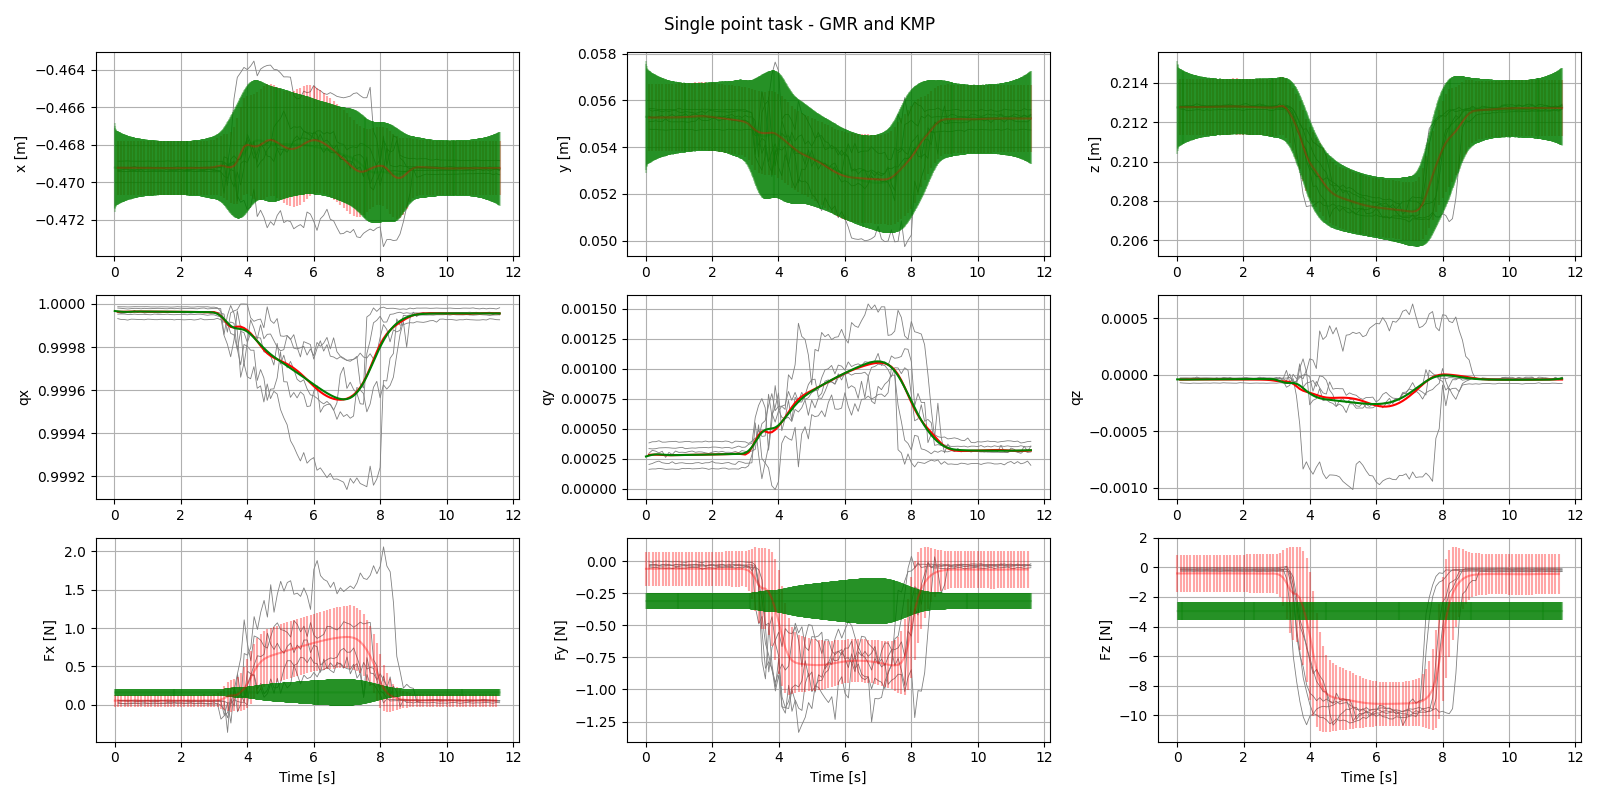 Single point task - GMR and KMP
x [m]
−0.464
−0.466
−0.468
−0.470
−0.472
0 2 4 6 8 10 12
y [m]
0.058
0.056
0.054
0.052
0.050
0 2 4 6 8 10 12
z [m]
0.214
0.212
0.210
0.208
0.206
0 2 4 6 8 10 12
qx
1.0000
0.9998
0.9996
0.9994
0.9992
0 2 4 6 8 10 12
qy
0.00150
0.00125
0.00100
0.00075
0.00050
0.00025
0.00000
0 2 4 6 8 10 12
qz
0.0005
0.0000
−0.0005
−0.0010
0 2 4 6 8 10 12
Fx [N]
2.0
1.5
1.0
0.5
0.0
0 2 4 6 8 10 12
Time [s]
Fy [N]
0.00
−0.25
−0.50
−0.75
−1.00
−1.25
0 2 4 6 8 10 12
Time [s]
Fz [N]
2
0
−2
−4
−6
−8
−10
0 2 4 6 8 10 12
Time [s]